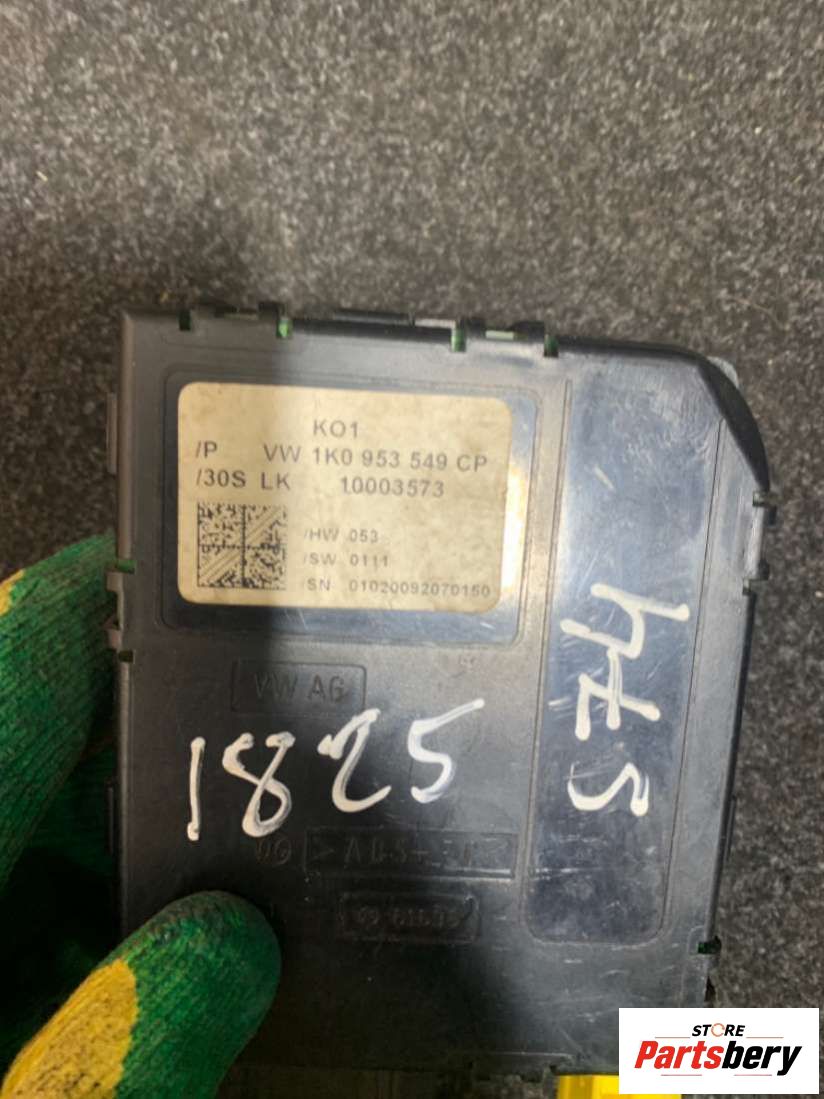 KO1
/P VW 1K0 953 549 CP
/30S LK 10003573
/HW 053
/SW 0111
/SN 01020092070150
VW AG
1825
S74
STORE
Partsbery